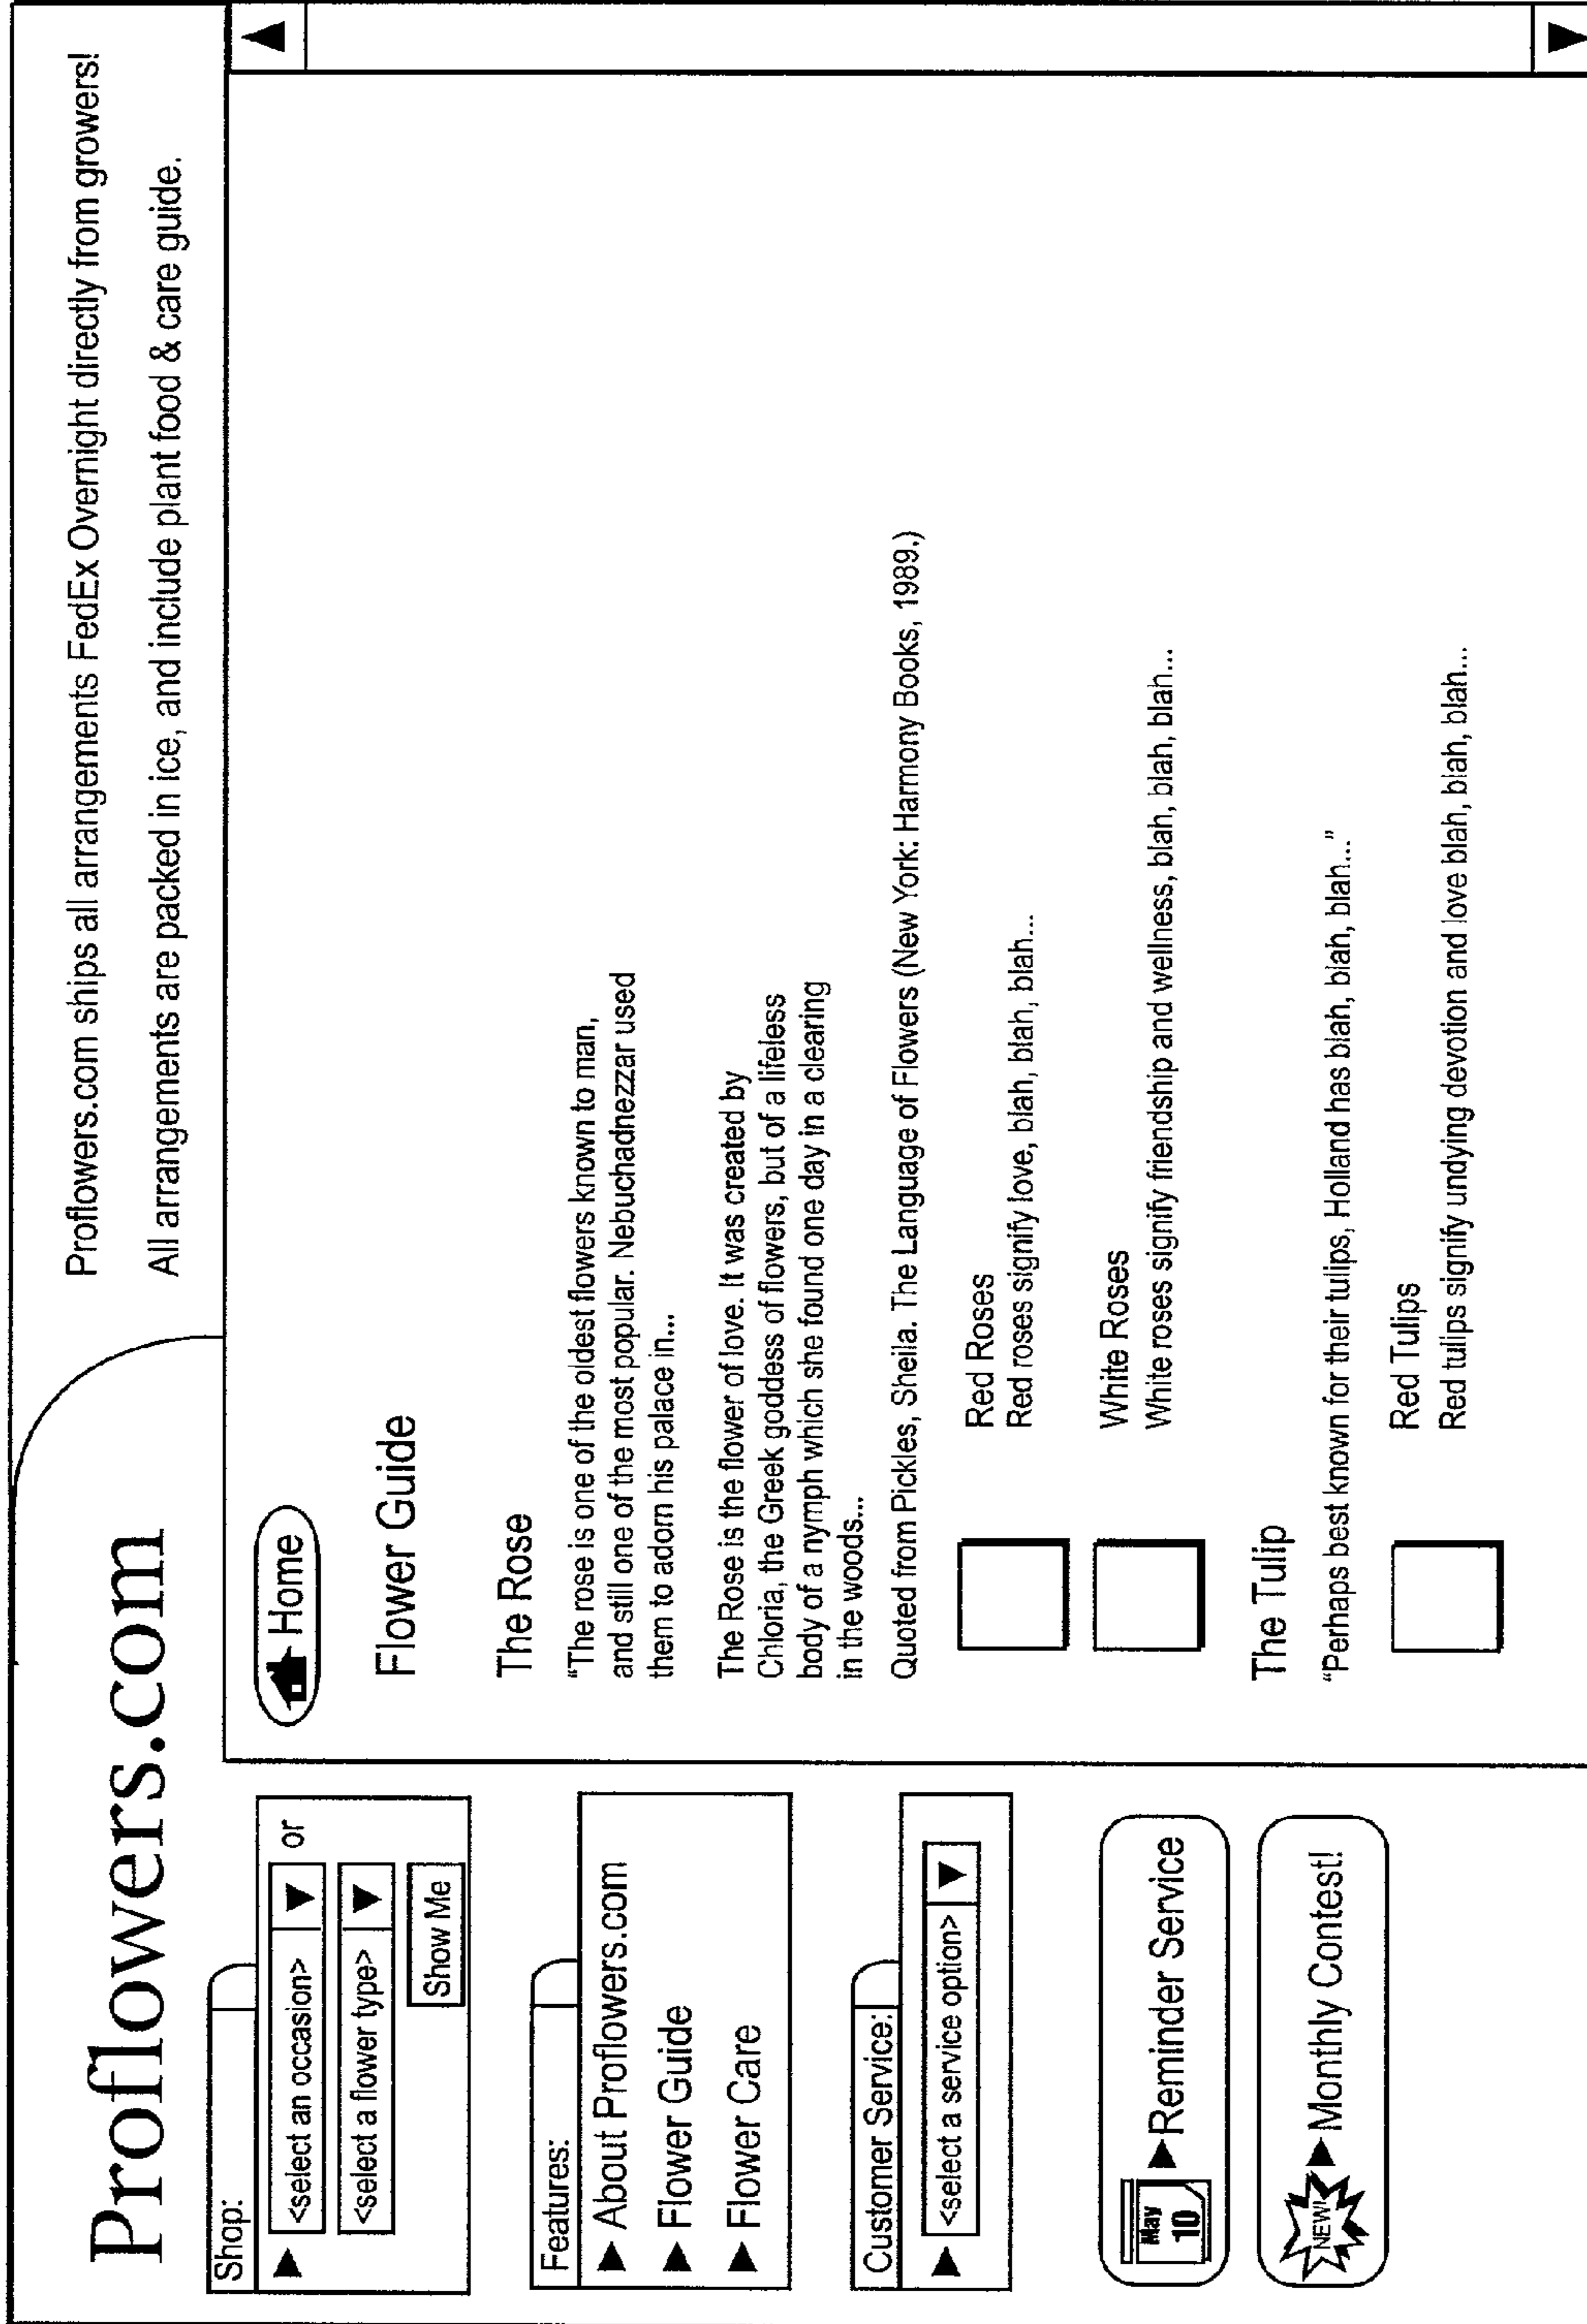 Proflowers.com
Proflowers.com ships all arrangements FedEx Overnight directly from growers!
All arrangements are packed in ice, and include plant food & care guide.
Shop:
<select an occasion> or
<select a flower type>
Show Me
Features:
About Proflowers.com
Flower Guide
Flower Care
Customer Service:
<select a service option>
May
10
Reminder Service
NEW!
Monthly Contest!
Home
Flower Guide
The Rose
“The rose is one of the oldest flowers known to man,
and still one of the most popular. Nebuchadnezzar used
them to adorn his palace in...
The Rose is the flower of love. It was created by
Chloria, the Greek goddess of flowers, but of a lifeless
body of a nymph which she found one day in a clearing
in the woods...
Quoted from Pickles, Sheila. The Language of Flowers (New York: Harmony Books, 1989.)
Red Roses
Red roses signify love, blah, blah, blah...
White Roses
White roses signify friendship and wellness, blah, blah, blah...
The Tulip
“Perhaps best known for their tulips, Holland has blah, blah, blah...”
Red Tulips
Red tulips signify undying devotion and love blah, blah, blah...